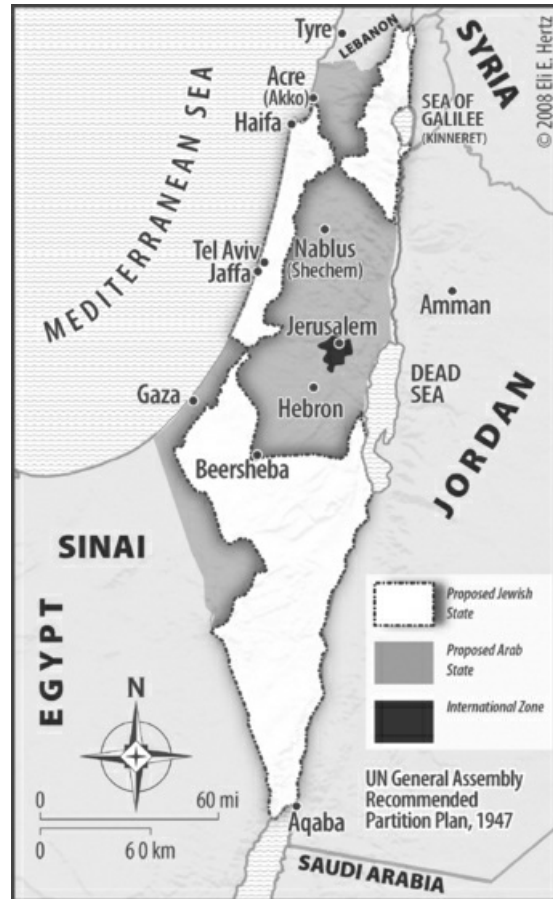 Tyre
LEBANON
SYRIA
© 2008 Eli E. Hertz
Acre
(Akko)
Haifa
SEA OF
GALILEE
(KINNERET)
MEDITERRANEAN SEA
Tel Aviv
Jaffa
Nablus
(Shechem)
Amman
Jerusalem
Gaza
Hebron
DEAD
SEA
JORDAN
Beersheba
SINAI
EGYPT
N
0 60 mi
0 60 km
Aqaba
SAUDI ARABIA
Proposed Jewish
State
Proposed Arab
State
International Zone
UN General Assembly
Recommended
Partition Plan, 1947